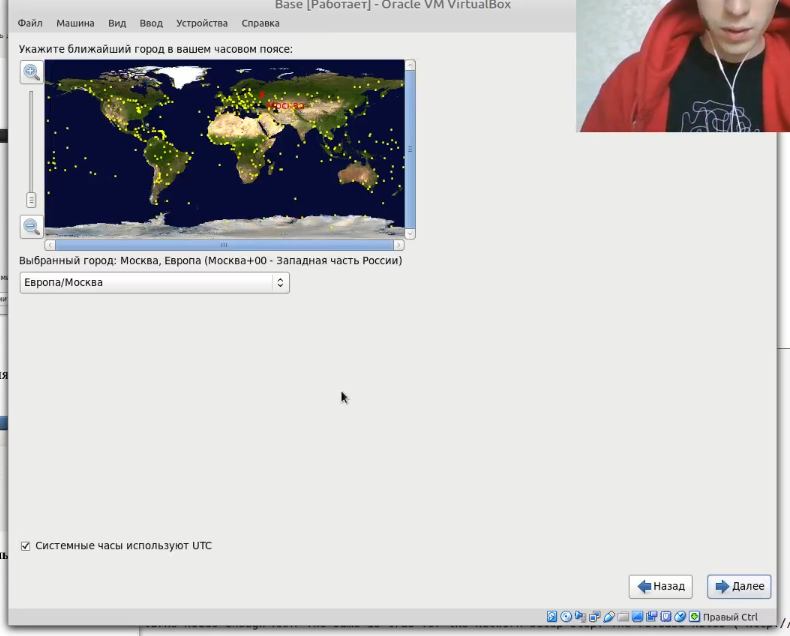 Base [Работает] - Oracle VM VirtualBox
Файл Машина Вид Ввод Устройства Справка
Укажите ближайший город в вашем часовом поясе:
Москва
Выбранный город: Москва, Европа (Москва+00 - Западная часть России)
Европа/Москва
Системные часы используют UTC
Назад Далее
Правый Ctrl